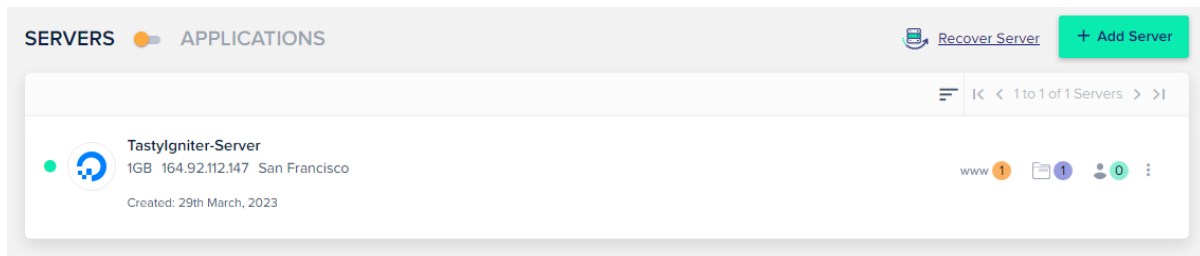 SERVERS APPLICATIONS Recover Server + Add Server
1 to 1 of 1 Servers
TastyIgniter-Server
1GB 164.92.112.147 San Francisco
www 1 1 0
Created: 29th March, 2023